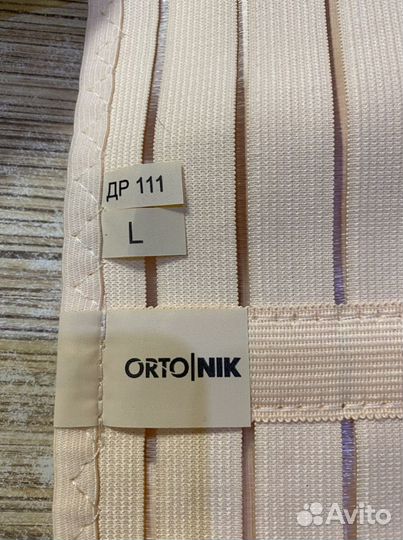 ДР 111
L
ORTO|NIK
Avito